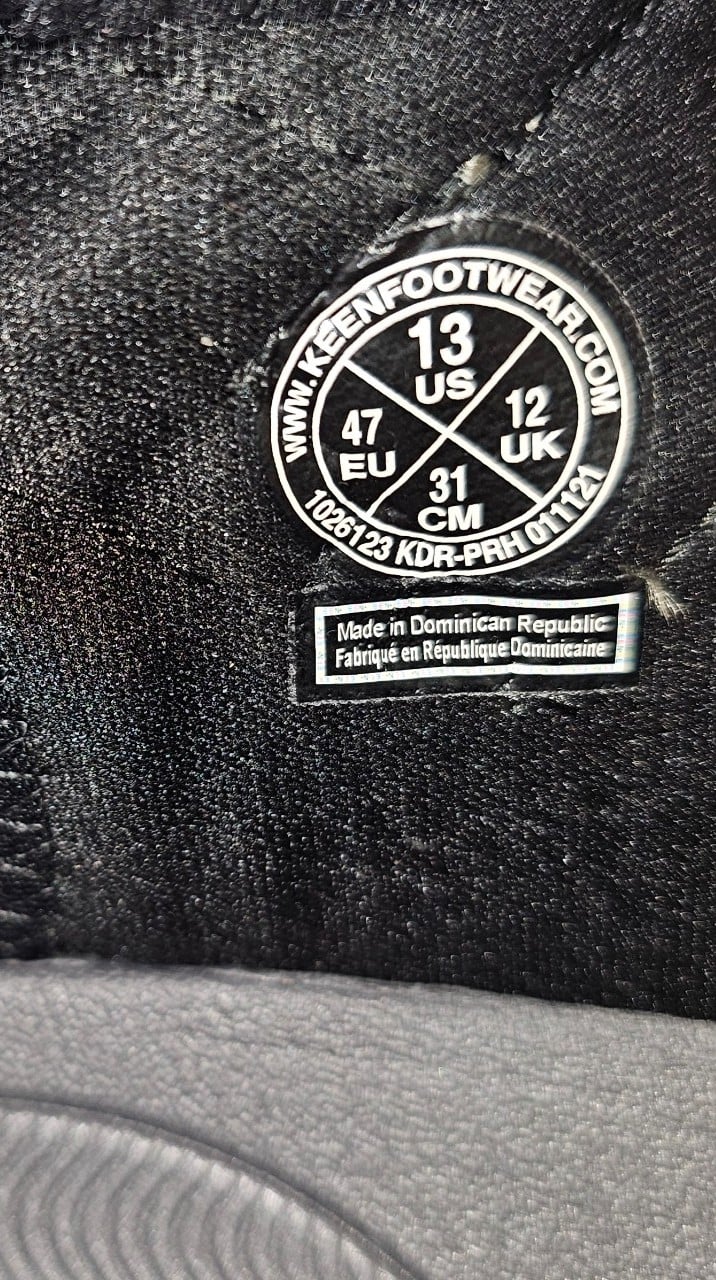 WWW.KEENFOOTWEAR.COM
13
US
47
EU
12
UK
31
CM
1026123 KDR-PRH 011121
Made in Dominican Republic
Fabriqué en République Dominicaine